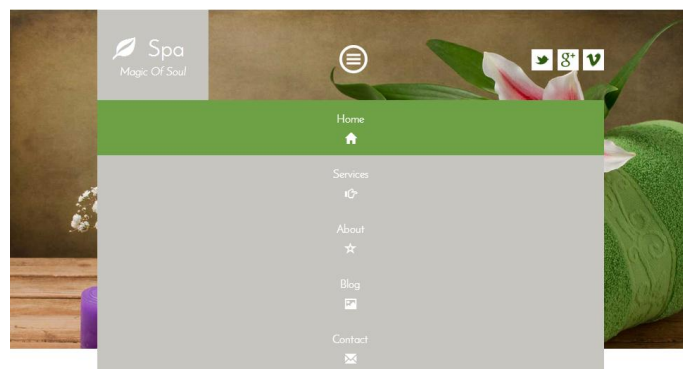 Spa
Magic Of Soul
g+
Home
Services
About
Blog
Contact